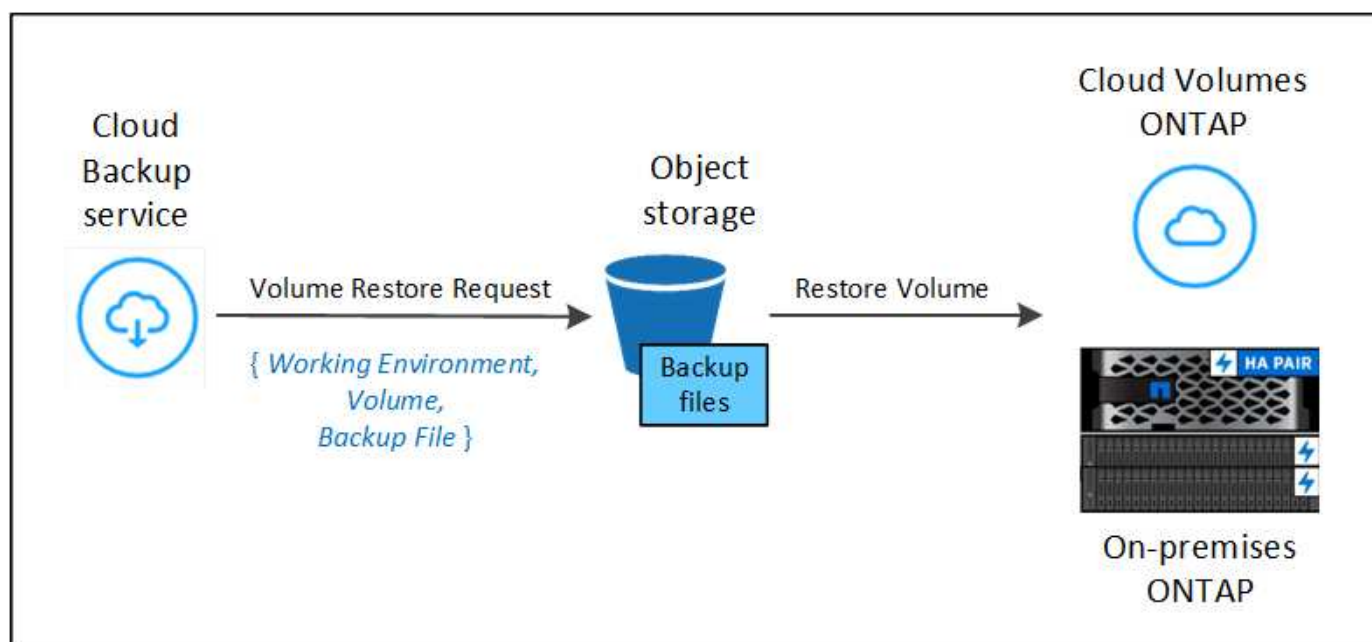 Cloud
Backup
service
Volume Restore Request
{ Working Environment,
Volume,
Backup File }
Object
storage
Backup
files
Restore Volume
Cloud Volumes
ONTAP
HA PAIR
On-premises
ONTAP